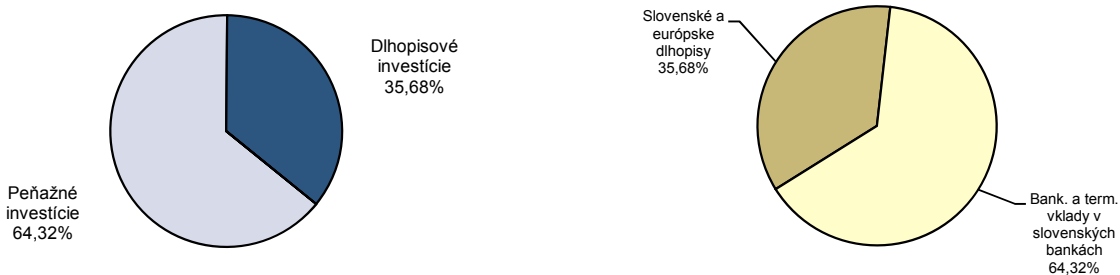 Dlhopisové
investície
35,68%
Peňažné
investície
64,32%
Slovenské a
európske
dlhopisy
35,68%
Bank. a term.
vklady v
slovenských
bankách
64,32%